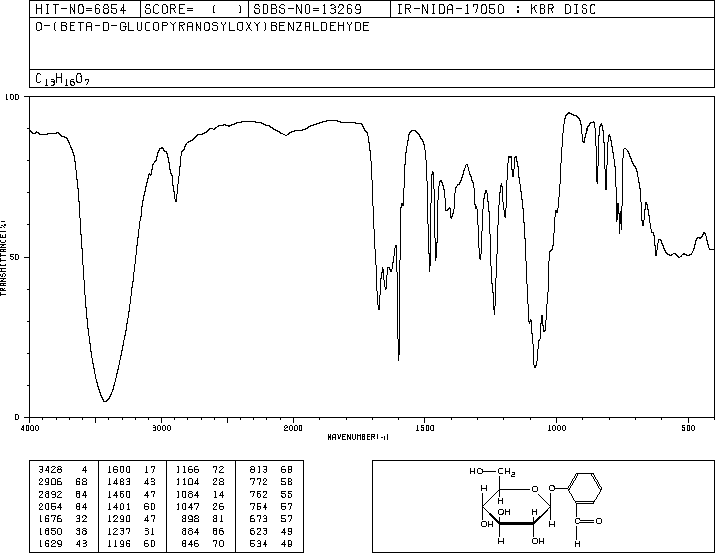 HIT-NO=6854 SCORE= ( ) SDBS-NO=13269 IR-NIDA-17050 : KBR DISC
O-(BETA-D-GLUCOPYRANOSYLOXY)BENZALDEHYDE
C13H16O7
100
TRANSMITTANCE(%)
50
0
4000 3000 2000 1500 1000 500
WAVENUMBER(-1)
3428 4 1600 17 1166 72 813 68
2906 68 1483 43 1104 28 772 58
2892 64 1460 47 1084 14 762 55
2054 84 1401 60 1047 26 754 57
1676 32 1290 47 898 81 673 57
1650 38 1237 31 884 86 623 49
1629 43 1196 60 846 70 534 49
HO CH2
H O O
H H
OH
OH H H C O
H OH H